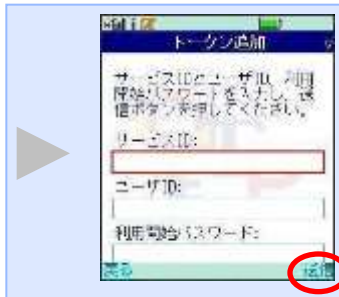 トークン追加
サービスIDとユーザID、利用
開始パスワードを入力し、送
信ボタンを押してください。
サービスID:
ユーザID:
利用開始パスワード:
戻る 送信